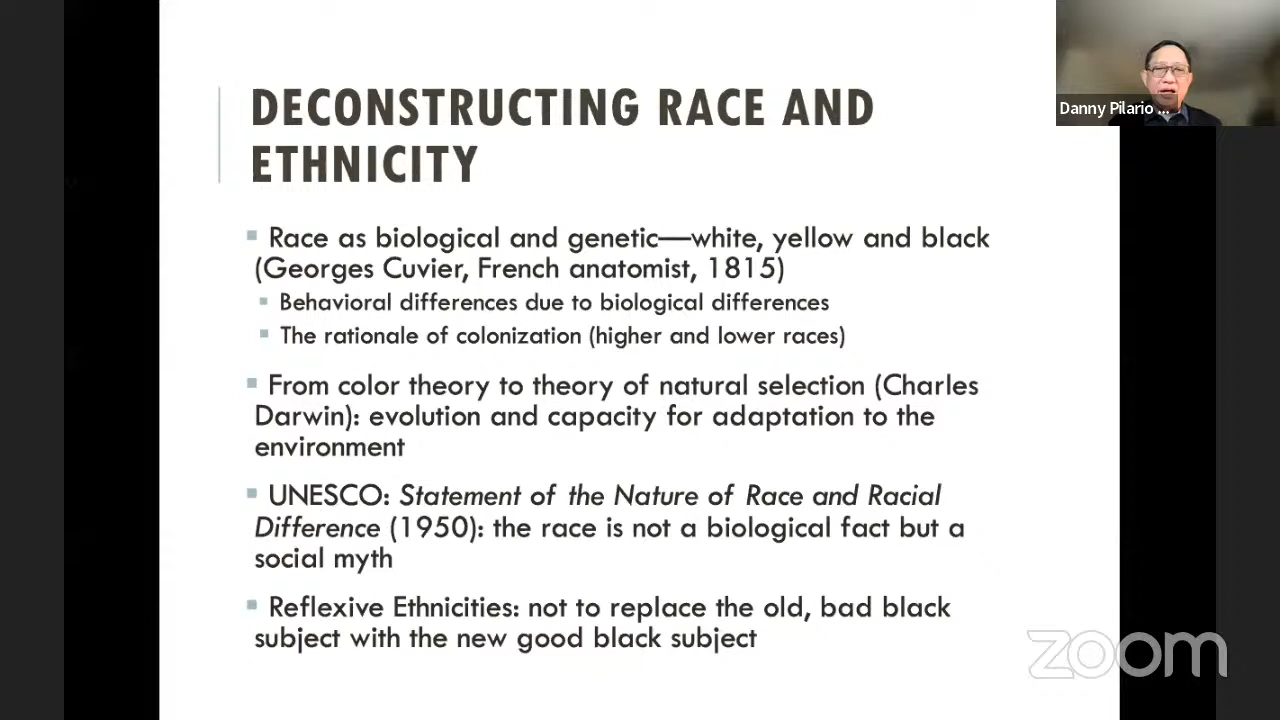 DECONSTRUCTING RACE AND
ETHNICITY
Race as biological and genetic—white, yellow and black
(Georges Cuvier, French anatomist, 1815)
Behavioral differences due to biological differences
The rationale of colonization (higher and lower races)
From color theory to theory of natural selection (Charles
Darwin): evolution and capacity for adaptation to the
environment
UNESCO: Statement of the Nature of Race and Racial
Difference (1950): the race is not a biological fact but a
social myth
Reflexive Ethnicities: not to replace the old, bad black
subject with the new good black subject
Danny Pilario ...
zoom